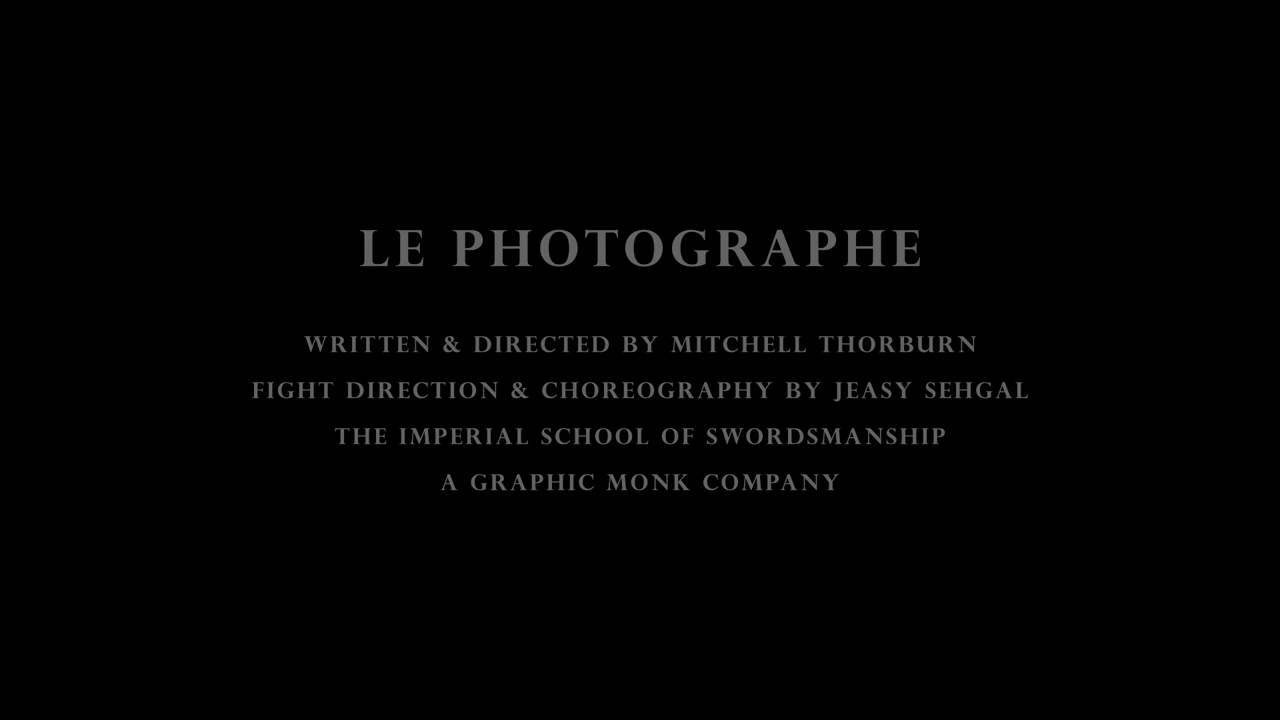 LE PHOTOGRAPHE
WRITTEN & DIRECTED BY MITCHELL THORBURN
FIGHT DIRECTION & CHOREOGRAPHY BY JEASY SEHGAL
THE IMPERIAL SCHOOL OF SWORDSMANSHIP
A GRAPHIC MONK COMPANY